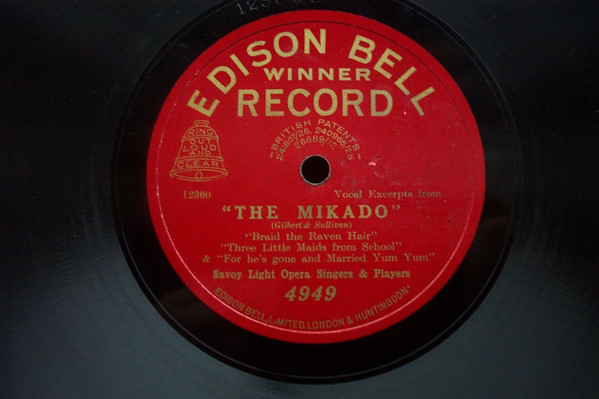 EDISON BELL
WINNER
RECORD
RING
OUT
LOUD
AND
CLEAR
BRITISH PATENTS
26689/12
12360
Vocal Excerpts from
"THE MIKADO"
(Gilbert & Sullivan)
"Braid the Raven Hair"
"Three Little Maids from School"
& "For he's gone and Married Yum Yum"
Savoy Light Opera Singers & Players
4949
EDISON BELL, LIMITED, LONDON & HUNTINGDON.